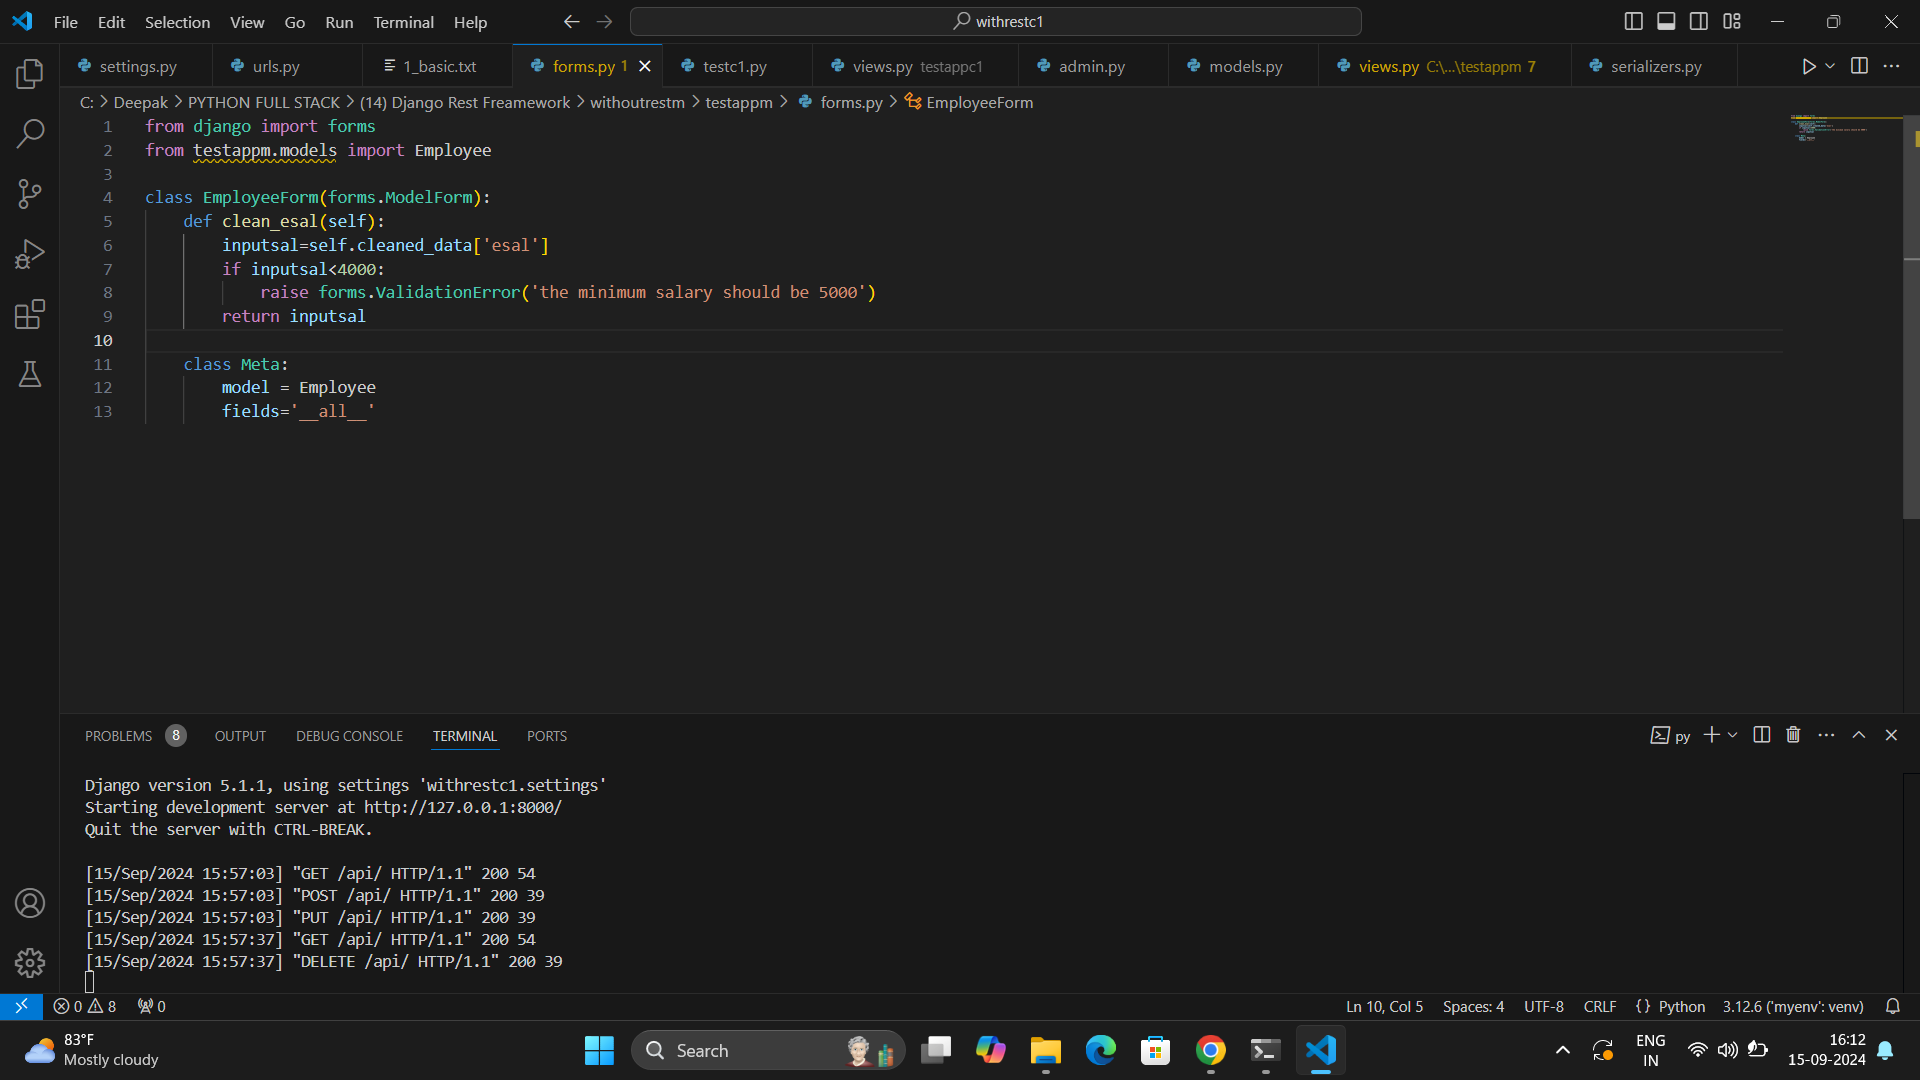 File Edit Selection View Go Run Terminal Help withrestc1
settings.py urls.py 1_basic.txt forms.py 1 testc1.py views.py testappc1 admin.py models.py views.py C:\...\testappm 7 serializers.py
C: > Deepak > PYTHON FULL STACK > (14) Django Rest Freamework > withoutrestm > testappm > forms.py > EmployeeForm
1 from django import forms
2 from testappm.models import Employee
3
4 class EmployeeForm(forms.ModelForm):
5 def clean_esal(self):
6 inputsal=self.cleaned_data['esal']
7 if inputsal<4000:
8 raise forms.ValidationError('the minimum salary should be 5000')
9 return inputsal
10
11 class Meta:
12 model = Employee
13 fields='__all__'
PROBLEMS 8 OUTPUT DEBUG CONSOLE TERMINAL PORTS py
Django version 5.1.1, using settings 'withrestc1.settings'
Starting development server at http://127.0.0.1:8000/
Quit the server with CTRL-BREAK.
[15/Sep/2024 15:57:03] "GET /api/ HTTP/1.1" 200 54
[15/Sep/2024 15:57:03] "POST /api/ HTTP/1.1" 200 39
[15/Sep/2024 15:57:03] "PUT /api/ HTTP/1.1" 200 39
[15/Sep/2024 15:57:37] "GET /api/ HTTP/1.1" 200 54
[15/Sep/2024 15:57:37] "DELETE /api/ HTTP/1.1" 200 39
0 8 0 Ln 10, Col 5 Spaces: 4 UTF-8 CRLF {} Python 3.12.6 ('myenv': venv)
83°F
Mostly cloudy
Search
ENG
IN
16:12
15-09-2024